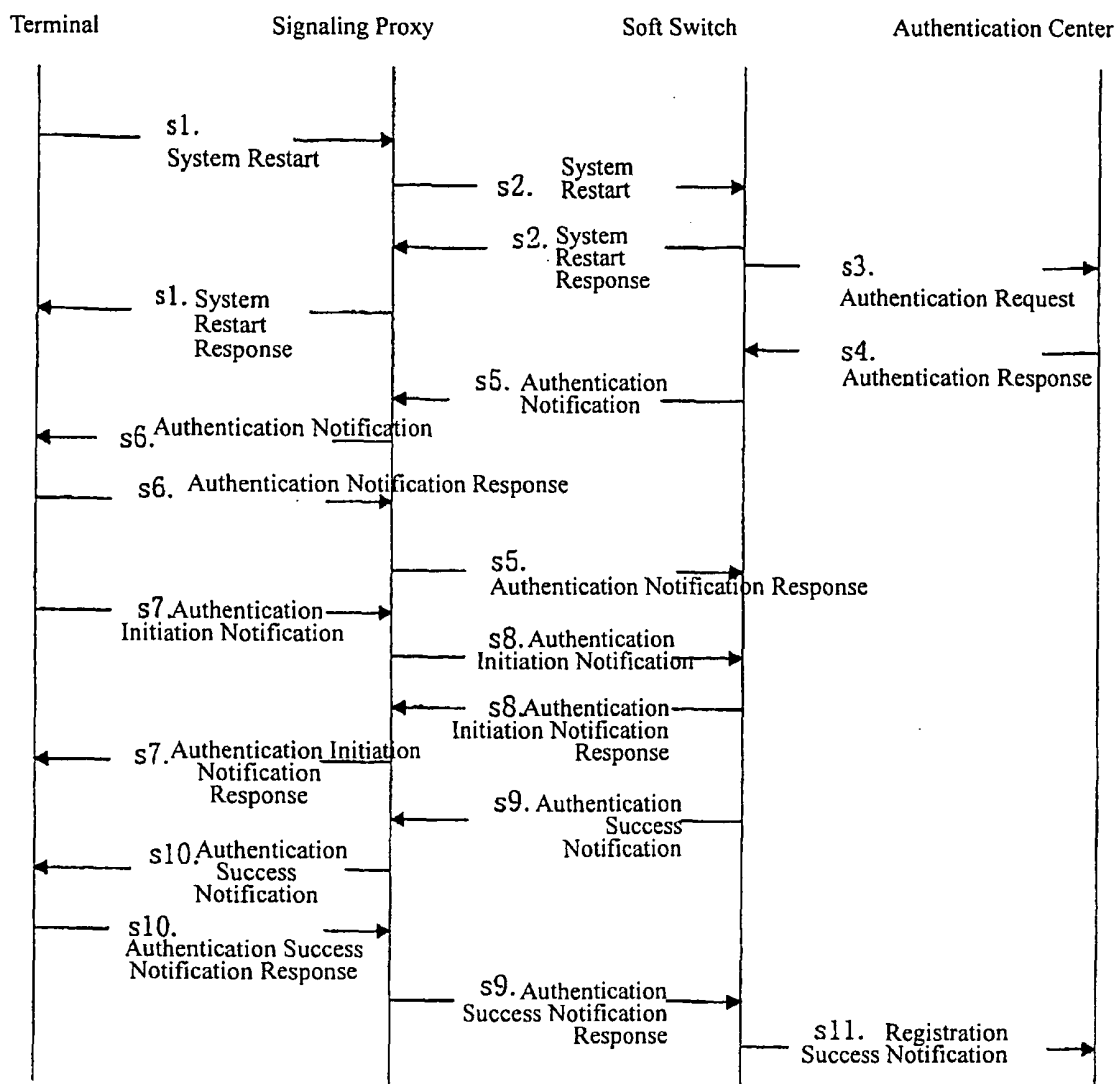 Terminal
Signaling Proxy
Soft Switch
Authentication Center
s1.
System Restart
s2.
System
Restart
s2.
System
Restart
Response
s3.
Authentication Request
s1.
System
Restart
Response
s4.
Authentication Response
s5.
Authentication
Notification
s6.
Authentication Notification
s6.
Authentication Notification Response
s5.
Authentication Notification Response
s7.Authentication
Initiation Notification
s8.Authentication
Initiation Notification
s8.Authentication
Initiation Notification
Response
s7.Authentication Initiation
Notification
Response
s9. Authentication
Success
Notification
s10.Authentication
Success
Notification
s10.
Authentication Success
Notification Response
s9. Authentication
Success Notification
Response
s11. Registration
Success Notification